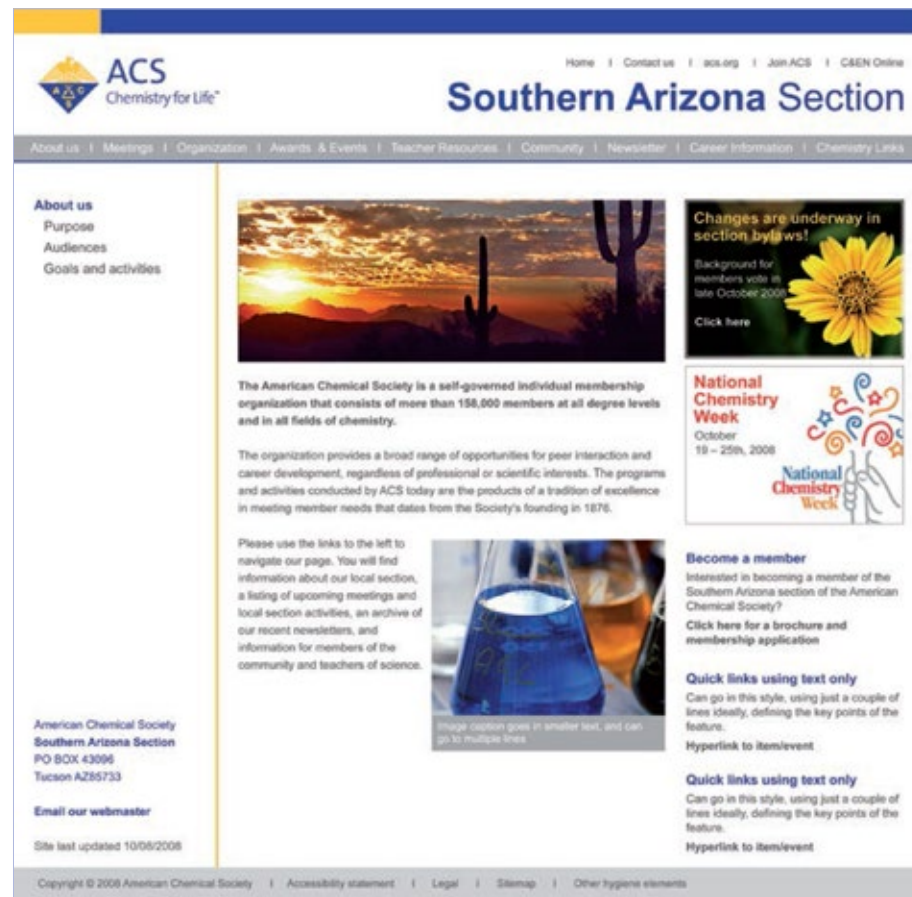 ACS
Chemistry for Life™
Home | Contact us | acs.org | Join ACS | C&EN Online
Southern Arizona Section
About us | Meetings | Organization | Awards & Events | Teacher Resources | Community | Newsletter | Career Information | Chemistry Links
About us
Purpose
Audiences
Goals and activities
American Chemical Society
Southern Arizona Section
PO BOX 43096
Tucson AZ85733
Email our webmaster
Site last updated 10/08/2008
The American Chemical Society is a self-governed individual membership
organization that consists of more than 158,000 members at all degree levels
and in all fields of chemistry.
The organization provides a broad range of opportunities for peer interaction and
career development, regardless of professional or scientific interests. The programs
and activities conducted by ACS today are the products of a tradition of excellence
in meeting member needs that dates from the Society's founding in 1876.
Please use the links to the left to
navigate our page. You will find
information about our local section,
a listing of upcoming meetings and
local section activities, an archive of
our recent newsletters, and
information for members of the
community and teachers of science.
Image caption goes in smaller text, and can
go to multiple lines
Changes are underway in
section bylaws!
Background for
members vote in
late October 2008
Click here
National
Chemistry
Week
October
19 – 25th, 2008
National
Chemistry
Week
Become a member
Interested in becoming a member of the
Southern Arizona section of the American
Chemical Society?
Click here for a brochure and
membership application
Quick links using text only
Can go in this style, using just a couple of
lines ideally, defining the key points of the
feature.
Hyperlink to item/event
Quick links using text only
Can go in this style, using just a couple of
lines ideally, defining the key points of the
feature.
Hyperlink to item/event
Copyright © 2008 American Chemical Society | Accessibility statement | Legal | Sitemap | Other hygiene elements